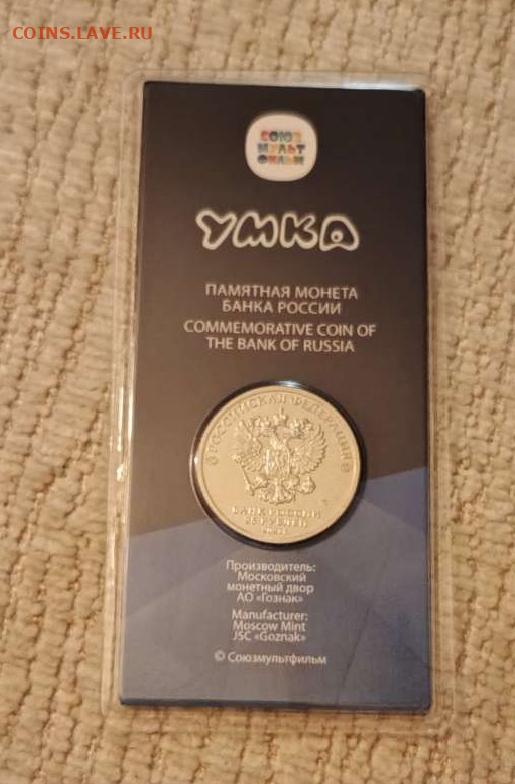 COINS.LAVE.RU
СОЮЗ
МУЛЬТ
ФИЛЬМ
УМКА
ПАМЯТНАЯ МОНЕТА
БАНКА РОССИИ
COMMEMORATIVE COIN OF
THE BANK OF RUSSIA
РОССИЙСКАЯ ФЕДЕРАЦИЯ
БАНК РОССИИ
25 РУБЛЕЙ
Производитель:
Московский
монетный двор
АО «Гознак»
Manufacturer:
Moscow Mint
JSC «Goznak»
© Союзмультфильм